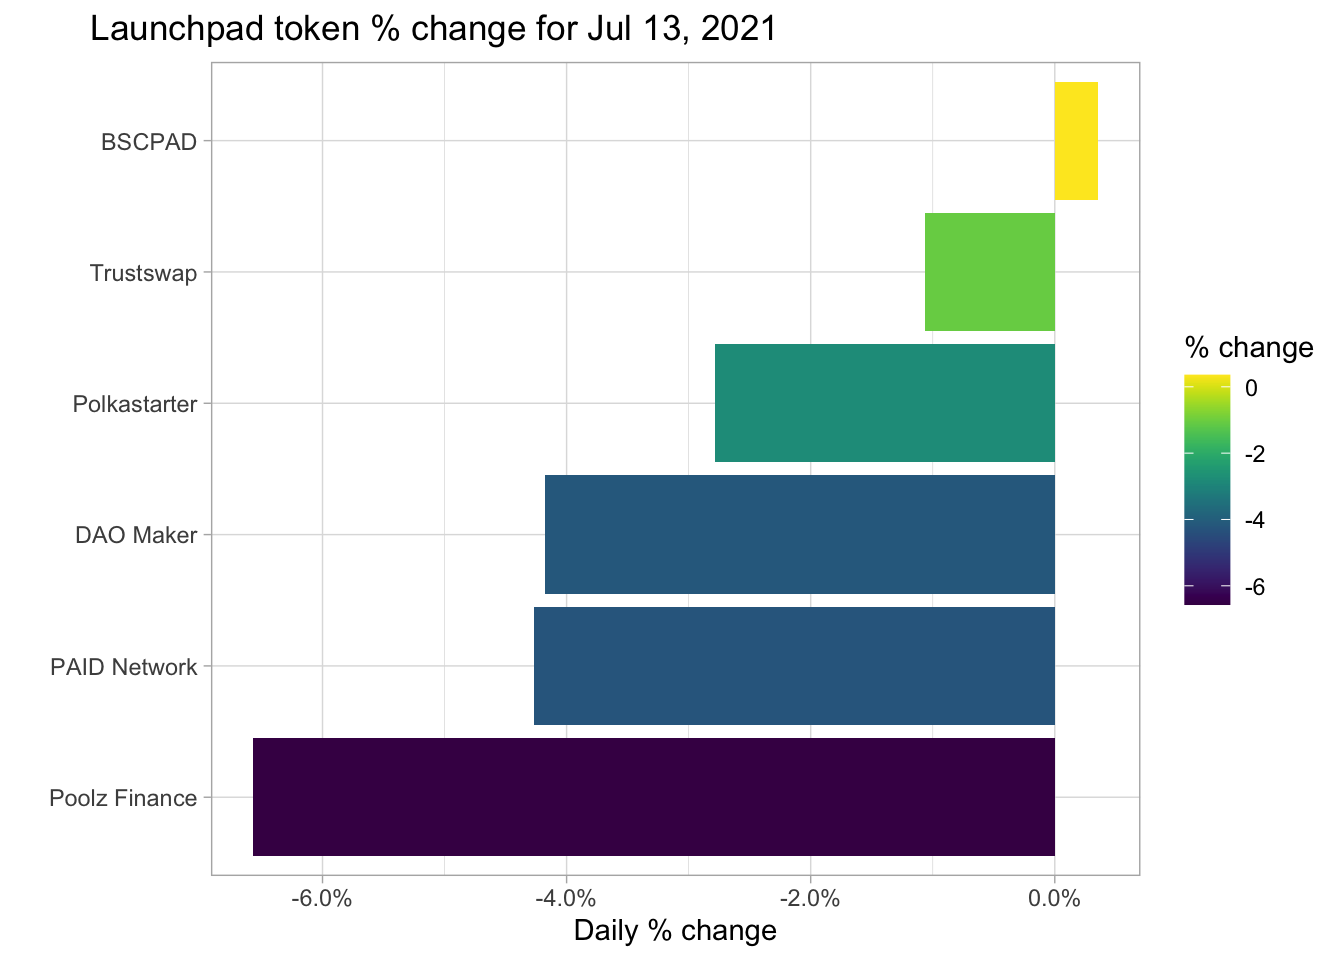 Launchpad token % change for Jul 13, 2021
BSCPAD
Trustswap
Polkastarter
DAO Maker
PAID Network
Poolz Finance
-6.0%
-4.0%
-2.0%
0.0%
Daily % change
% change
0
-2
-4
-6